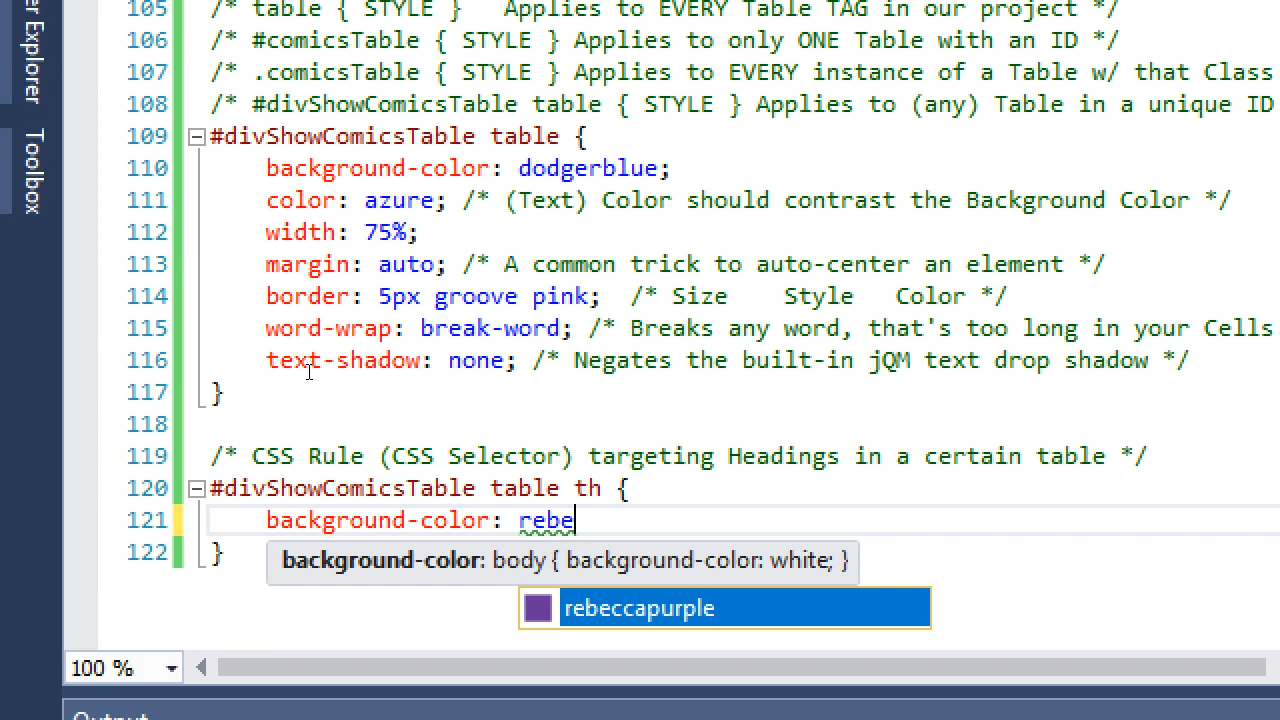 er Explorer
Toolbox
105 /* table { STYLE }   Applies to EVERY Table TAG in our project */
106 /* #comicsTable { STYLE } Applies to only ONE Table with an ID */
107 /* .comicsTable { STYLE } Applies to EVERY instance of a Table w/ that Class
108 /* #divShowComicsTable table { STYLE } Applies to (any) Table in a unique ID
109 #divShowComicsTable table {
110     background-color: dodgerblue;
111     color: azure; /* (Text) Color should contrast the Background Color */
112     width: 75%;
113     margin: auto; /* A common trick to auto-center an element */
114     border: 5px groove pink;  /* Size    Style   Color */
115     word-wrap: break-word; /* Breaks any word, that's too long in your Cells
116     text-shadow: none; /* Negates the built-in jQM text drop shadow */
117 }
118
119 /* CSS Rule (CSS Selector) targeting Headings in a certain table */
120 #divShowComicsTable table th {
121     background-color: rebe
122 }
background-color: body { background-color: white; }
rebeccapurple
100 %
Output